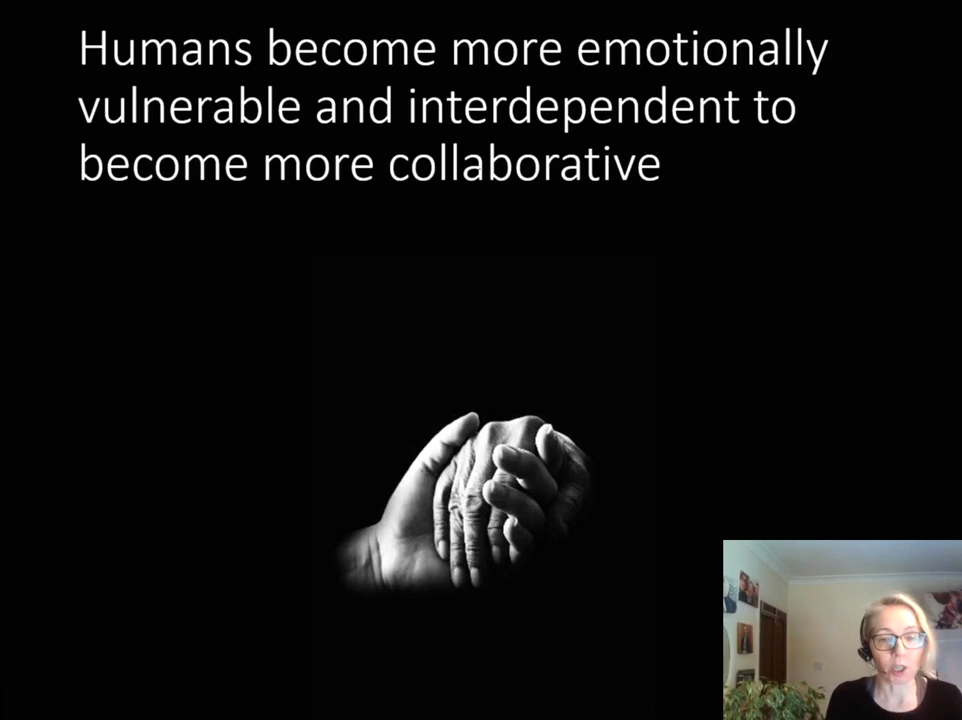 Humans become more emotionally
vulnerable and interdependent to
become more collaborative